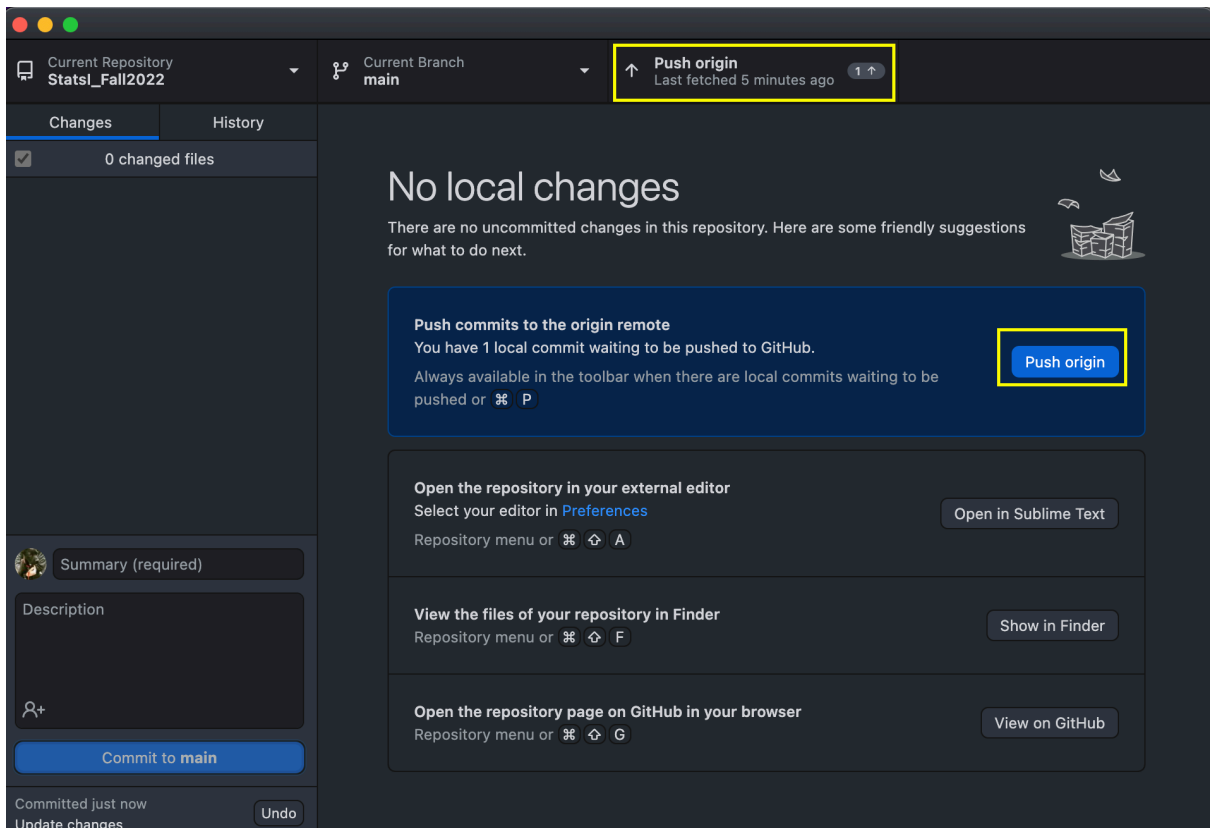 Current Repository
StatsI_Fall2022
Current Branch
main
Push origin
Last fetched 5 minutes ago
1 ↑
Changes
History
0 changed files
No local changes
There are no uncommitted changes in this repository. Here are some friendly suggestions
for what to do next.
Push commits to the origin remote
You have 1 local commit waiting to be pushed to GitHub.
Always available in the toolbar when there are local commits waiting to be
pushed or ⌘ P
Push origin
Open the repository in your external editor
Select your editor in Preferences
Repository menu or ⌘ ⇧ A
Open in Sublime Text
View the files of your repository in Finder
Repository menu or ⌘ ⇧ F
Show in Finder
Open the repository page on GitHub in your browser
Repository menu or ⌘ ⇧ G
View on GitHub
Summary (required)
Description
Commit to main
Committed just now
Update changes
Undo